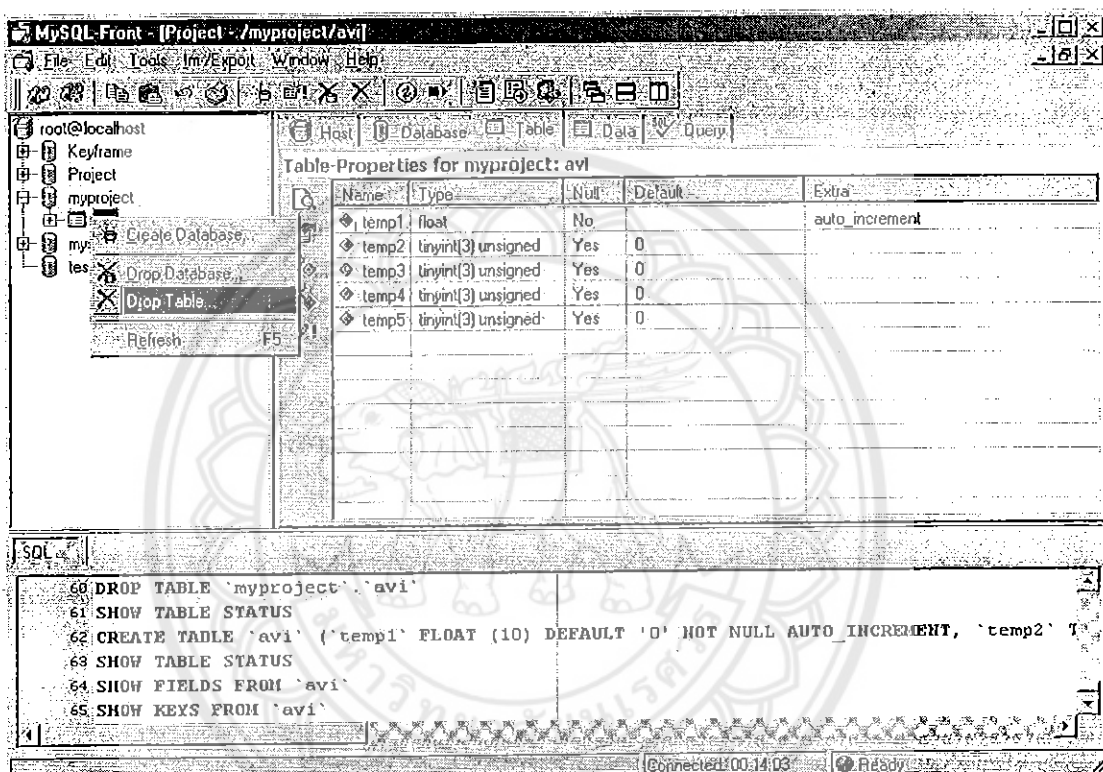 MySQL-Front - [Project - /myproject/avi]
File Edit Tools Im-/Export Window Help
root@localhost
Keyframe
Project
myproject
mys
tes
Create Database...
Drop Database...
Drop Table...
Refresh F5
Host Database Table Data SQL Query
Table-Properties for myproject: avi
Name Type Null Default Extra
temp1 float No auto_increment
temp2 tinyint(3) unsigned Yes 0
temp3 tinyint(3) unsigned Yes 0
temp4 tinyint(3) unsigned Yes 0
temp5 tinyint(3) unsigned Yes 0
SQL
60 DROP TABLE `myproject`.`avi`
61 SHOW TABLE STATUS
62 CREATE TABLE `avi` (`temp1` FLOAT (10) DEFAULT '0' NOT NULL AUTO_INCREMENT, `temp2` T
63 SHOW TABLE STATUS
64 SHOW FIELDS FROM `avi`
65 SHOW KEYS FROM `avi`
Connected: 00:14:03 Ready